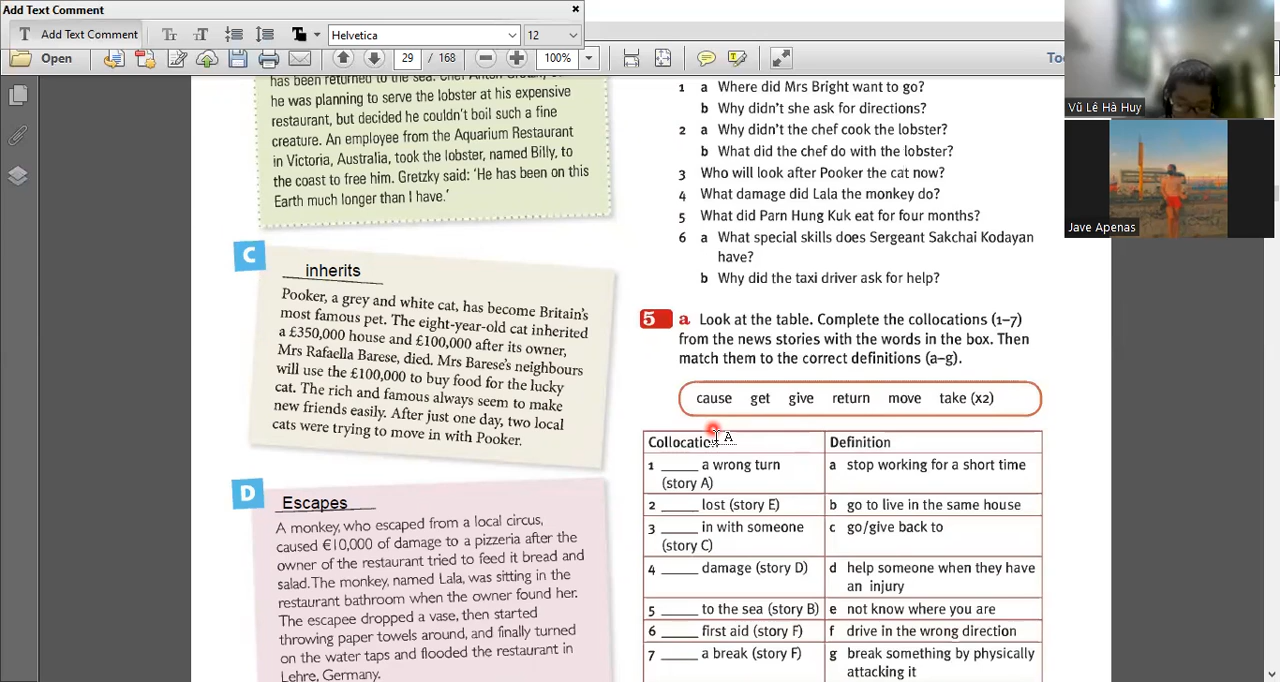 Add Text Comment
Add Text Comment
Helvetica
12
Open
29 / 168
100%
has been returned to the sea. Chef
he was planning to serve the lobster at his expensive
restaurant, but decided he couldn't boil such a fine
creature. An employee from the Aquarium Restaurant
in Victoria, Australia, took the lobster, named Billy, to
the coast to free him. Gretzky said: 'He has been on this
Earth much longer than I have.'
C
inherits
Pooker, a grey and white cat, has become Britain's
most famous pet. The eight-year-old cat inherited
a £350,000 house and £100,000 after its owner,
Mrs Rafaella Barese, died. Mrs Barese's neighbours
will use the £100,000 to buy food for the lucky
cat. The rich and famous always seem to make
new friends easily. After just one day, two local
cats were trying to move in with Pooker.
D
Escapes
A monkey, who escaped from a local circus,
caused €10,000 of damage to a pizzeria after the
owner of the restaurant tried to feed it bread and
salad. The monkey, named Lala, was sitting in the
restaurant bathroom when the owner found her.
The escapee dropped a vase, then started
throwing paper towels around, and finally turned
on the water taps and flooded the restaurant in
Lehre, Germany.
1 a Where did Mrs Bright want to go?
b Why didn't she ask for directions?
2 a Why didn't the chef cook the lobster?
b What did the chef do with the lobster?
3 Who will look after Pooker the cat now?
4 What damage did Lala the monkey do?
5 What did Parn Hung Kuk eat for four months?
6 a What special skills does Sergeant Sakchai Kodayan
have?
b Why did the taxi driver ask for help?
5 a Look at the table. Complete the collocations (1–7)
from the news stories with the words in the box. Then
match them to the correct definitions (a–g).
cause get give return move take (x2)
Collocation Definition
1 _____ a wrong turn
(story A)
a stop working for a short time
2 _____ lost (story E)
b go to live in the same house
3 _____ in with someone
(story C)
c go/give back to
4 _____ damage (story D)
d help someone when they have
an injury
5 _____ to the sea (story B)
e not know where you are
6 _____ first aid (story F)
f drive in the wrong direction
7 _____ a break (story F)
g break something by physically
attacking it
Vũ Lê Hà Huy
Jave Apenas